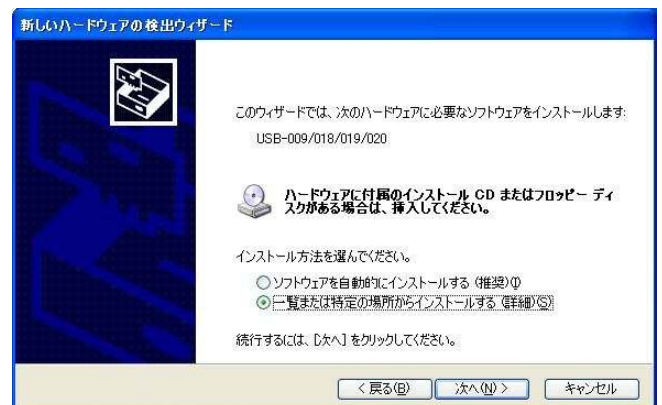 新しいハードウェアの検出ウィザード
このウィザードでは、次のハードウェアに必要なソフトウェアをインストールします:
USB-009/018/019/020
ハードウェアに付属のインストール CD またはフロッピー ディ
スクがある場合は、挿入してください。
インストール方法を選んでください。
ソフトウェアを自動的にインストールする (推奨)(I)
一覧または特定の場所からインストールする (詳細)(S)
続行するには、[次へ] をクリックしてください。
< 戻る(B) 次へ(N) > キャンセル